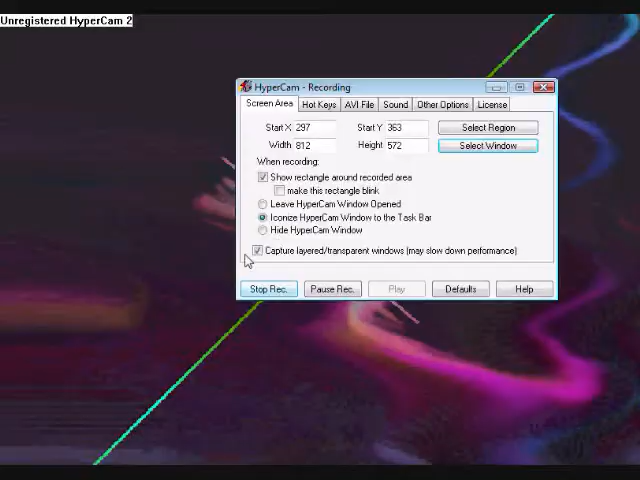 Unregistered HyperCam 2
HyperCam - Recording
Screen Area Hot Keys AVI File Sound Other Options License
Start X 297 Start Y 363 Select Region
Width 812 Height 572 Select Window
When recording:
Show rectangle around recorded area
make this rectangle blink
Leave HyperCam Window Opened
Iconize HyperCam Window to the Task Bar
Hide HyperCam Window
Capture layered/transparent windows (may slow down performance)
Stop Rec. Pause Rec. Play Defaults Help